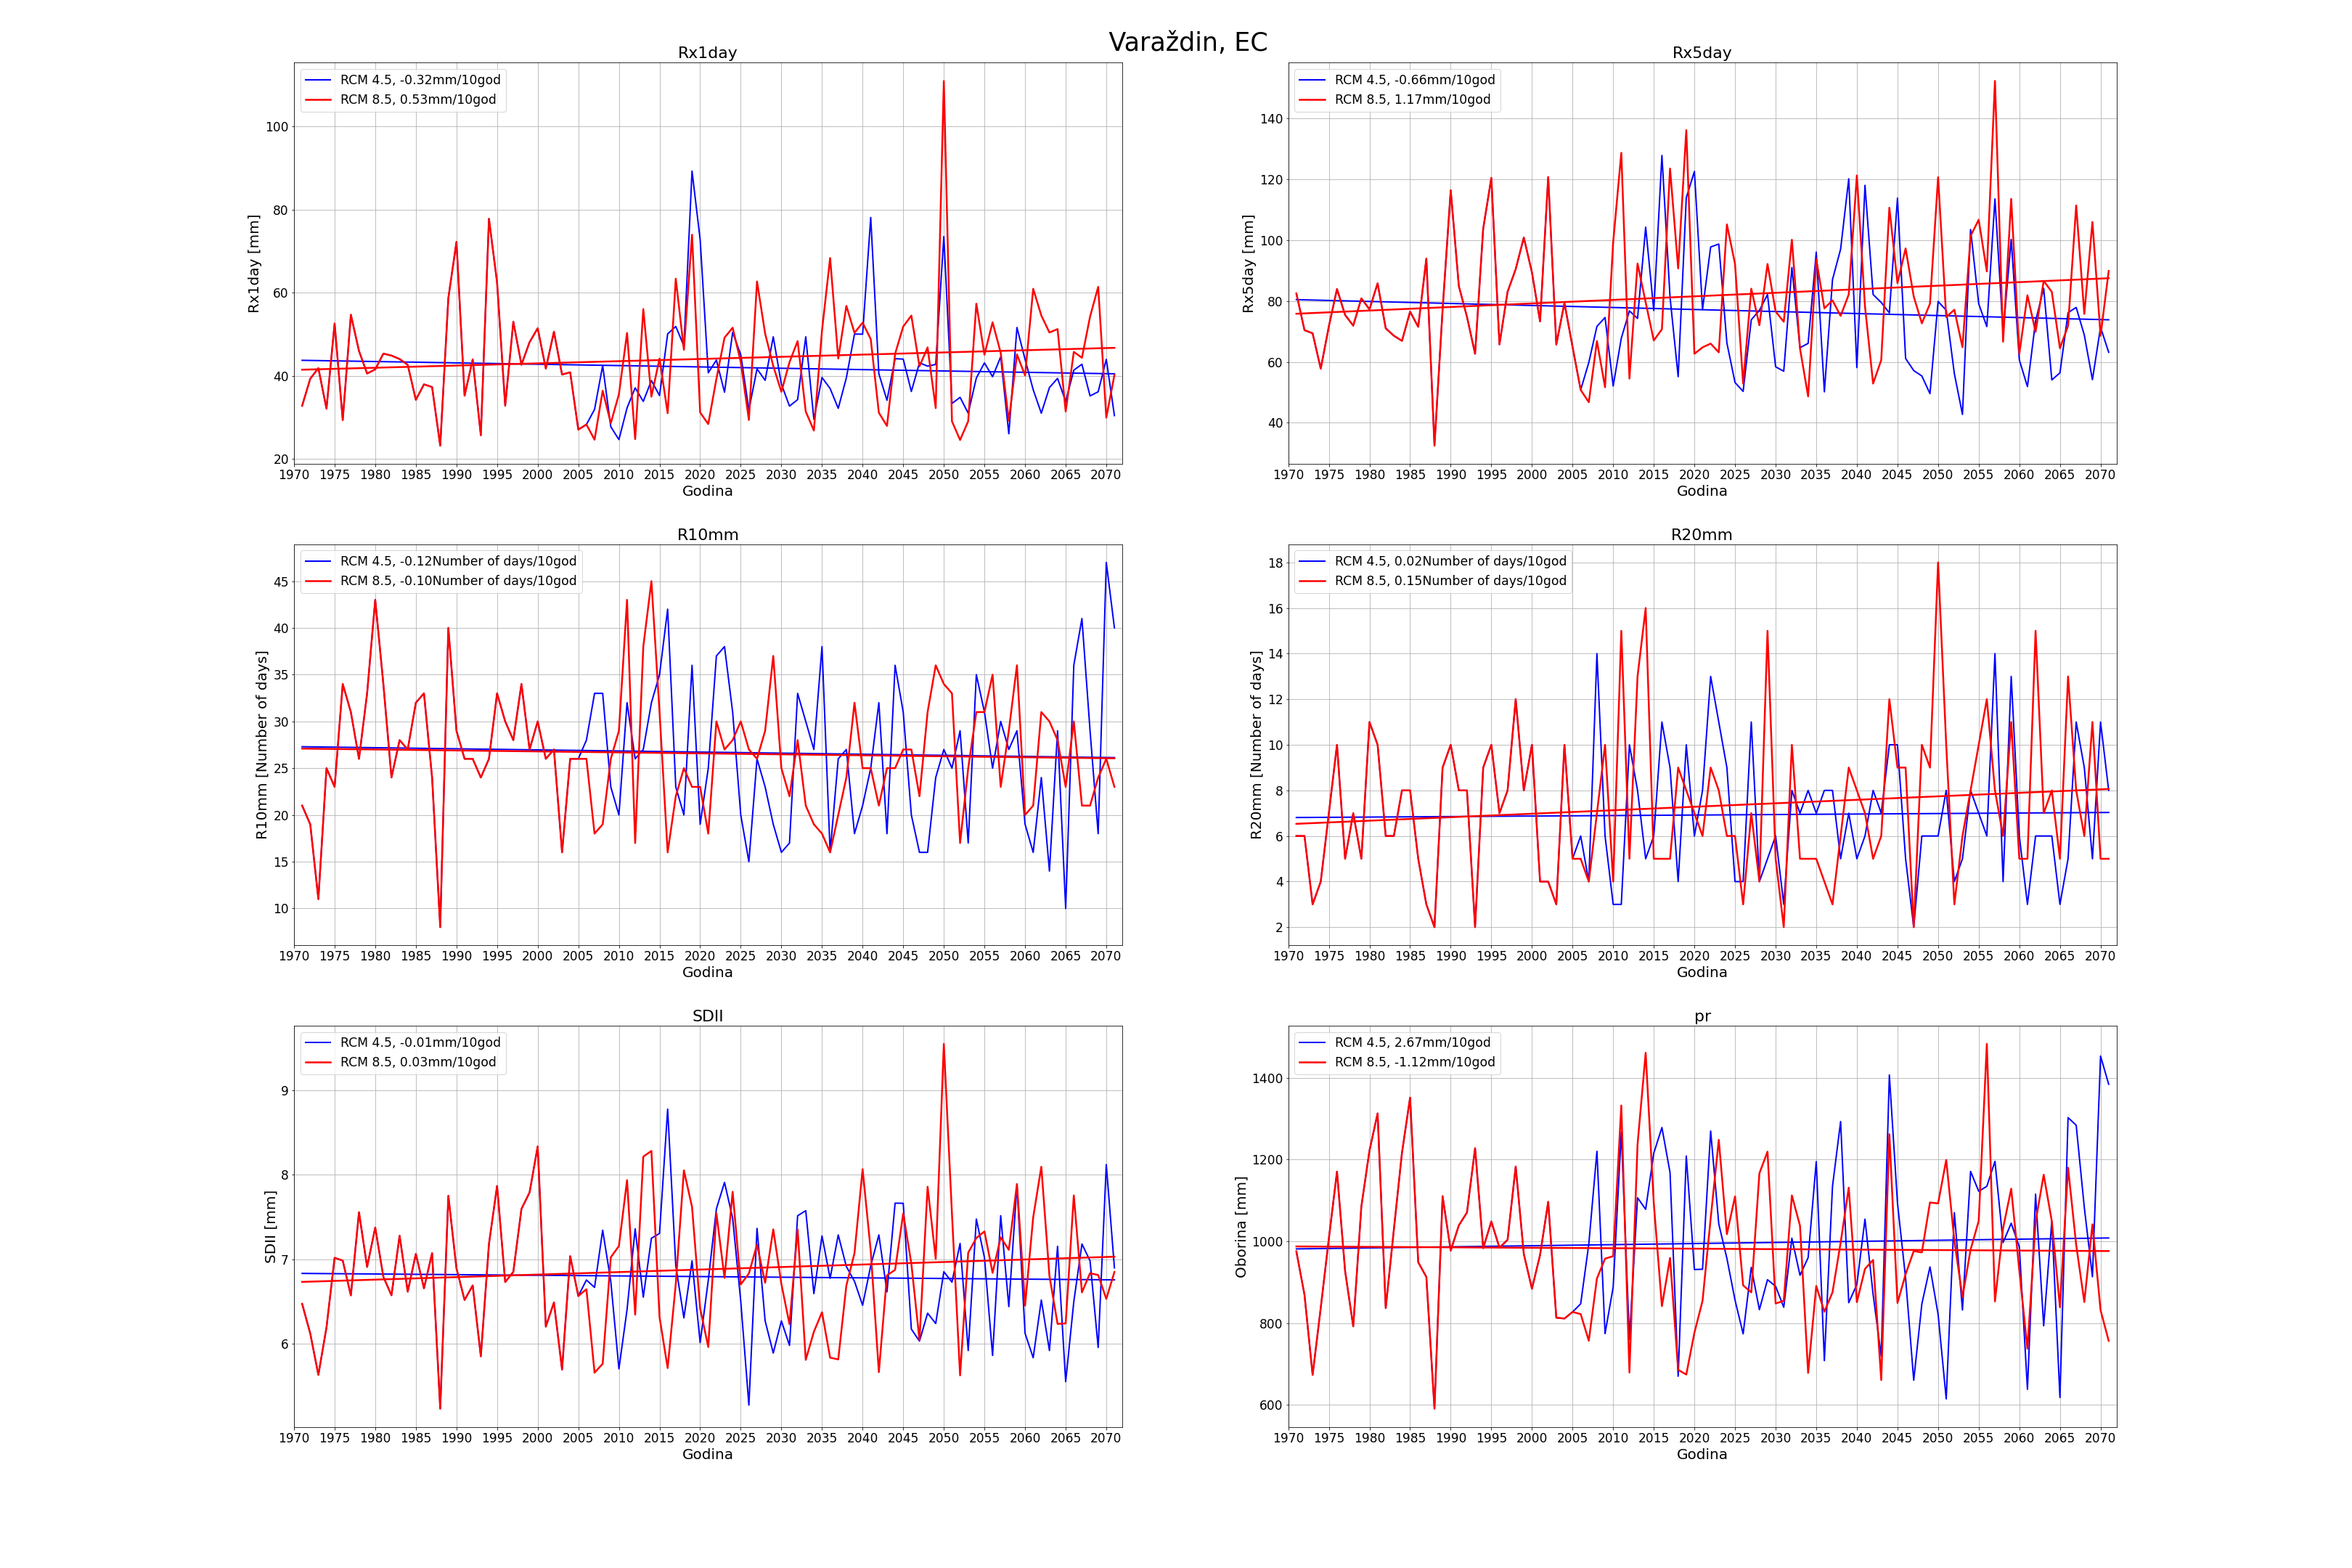 Varaždin, EC
Rx1day
RCM 4.5, -0.32mm/10god
RCM 8.5, 0.53mm/10god
Rx1day [mm]
100
80
60
40
20
1970 1975 1980 1985 1990 1995 2000 2005 2010 2015 2020 2025 2030 2035 2040 2045 2050 2055 2060 2065 2070
Godina
Rx5day
RCM 4.5, -0.66mm/10god
RCM 8.5, 1.17mm/10god
Rx5day [mm]
140
120
100
80
60
40
1970 1975 1980 1985 1990 1995 2000 2005 2010 2015 2020 2025 2030 2035 2040 2045 2050 2055 2060 2065 2070
Godina
R10mm
RCM 4.5, -0.12Number of days/10god
RCM 8.5, -0.10Number of days/10god
R10mm [Number of days]
45
40
35
30
25
20
15
10
1970 1975 1980 1985 1990 1995 2000 2005 2010 2015 2020 2025 2030 2035 2040 2045 2050 2055 2060 2065 2070
Godina
R20mm
RCM 4.5, 0.02Number of days/10god
RCM 8.5, 0.15Number of days/10god
R20mm [Number of days]
18
16
14
12
10
8
6
4
2
1970 1975 1980 1985 1990 1995 2000 2005 2010 2015 2020 2025 2030 2035 2040 2045 2050 2055 2060 2065 2070
Godina
SDII
RCM 4.5, -0.01mm/10god
RCM 8.5, 0.03mm/10god
SDII [mm]
9
8
7
6
1970 1975 1980 1985 1990 1995 2000 2005 2010 2015 2020 2025 2030 2035 2040 2045 2050 2055 2060 2065 2070
Godina
pr
RCM 4.5, 2.67mm/10god
RCM 8.5, -1.12mm/10god
Oborina [mm]
1400
1200
1000
800
600
1970 1975 1980 1985 1990 1995 2000 2005 2010 2015 2020 2025 2030 2035 2040 2045 2050 2055 2060 2065 2070
Godina